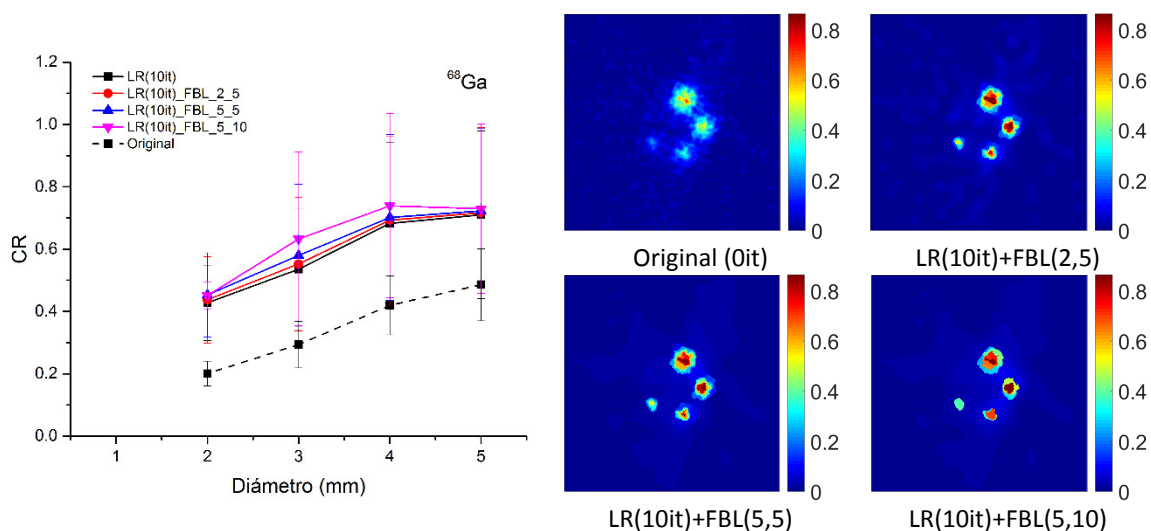 1.2
1.0
0.8
0.6
0.4
0.2
0.0
CR
LR(10it)
LR(10it)_FBL_2_5
LR(10it)_FBL_5_5
LR(10it)_FBL_5_10
Original
⁶⁸Ga
1 2 3 4 5
Diámetro (mm)
0.8
0.6
0.4
0.2
0
Original (0it)
0.8
0.6
0.4
0.2
0
LR(10it)+FBL(2,5)
0.8
0.6
0.4
0.2
0
LR(10it)+FBL(5,5)
0.8
0.6
0.4
0.2
0
LR(10it)+FBL(5,10)